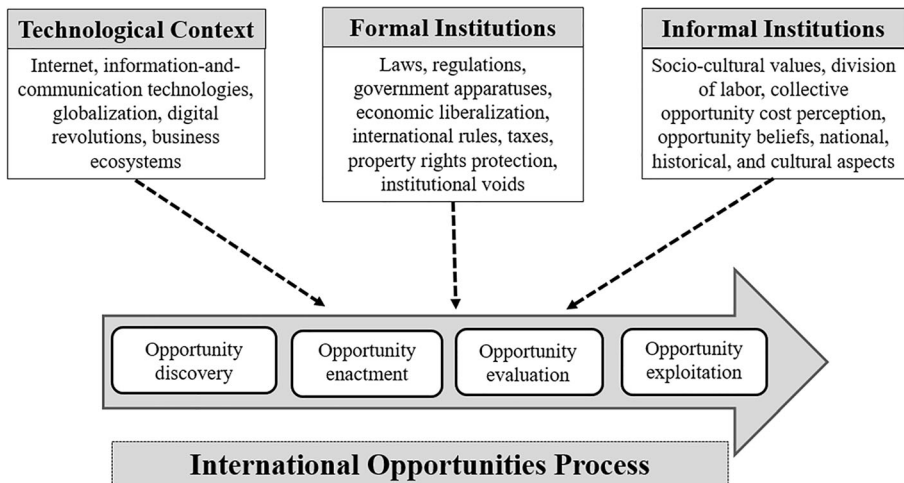 Technological Context
Internet, information-and-
communication technologies,
globalization, digital
revolutions, business
ecosystems
Formal Institutions
Laws, regulations,
government apparatuses,
economic liberalization,
international rules, taxes,
property rights protection,
institutional voids
Informal Institutions
Socio-cultural values, division
of labor, collective
opportunity cost perception,
opportunity beliefs, national,
historical, and cultural aspects
Opportunity
discovery
Opportunity
enactment
Opportunity
evaluation
Opportunity
exploitation
International Opportunities Process